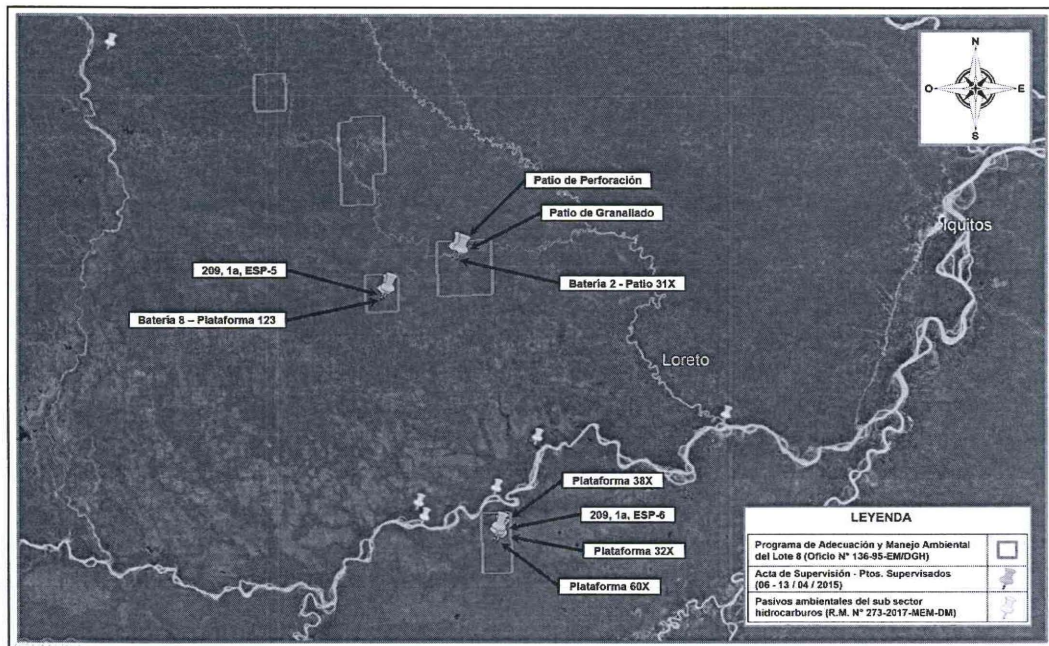 N
O
E
S
Patio de Perforación
Patio de Granallado
Iquitos
209, 1a, ESP-5
Batería 2 - Patio 31X
Batería 8 – Plataforma 123
Loreto
Plataforma 38X
209, 1a, ESP-6
Plataforma 32X
Plataforma 60X
LEYENDA
Programa de Adecuación y Manejo Ambiental
del Lote 8 (Oficio N° 136-95-EM/DGH)
Acta de Supervisión - Ptos. Supervisados
(06 - 13 / 04 / 2015)
Pasivos ambientales del sub sector
hidrocarburos (R.M. N° 273-2017-MEM-DM)